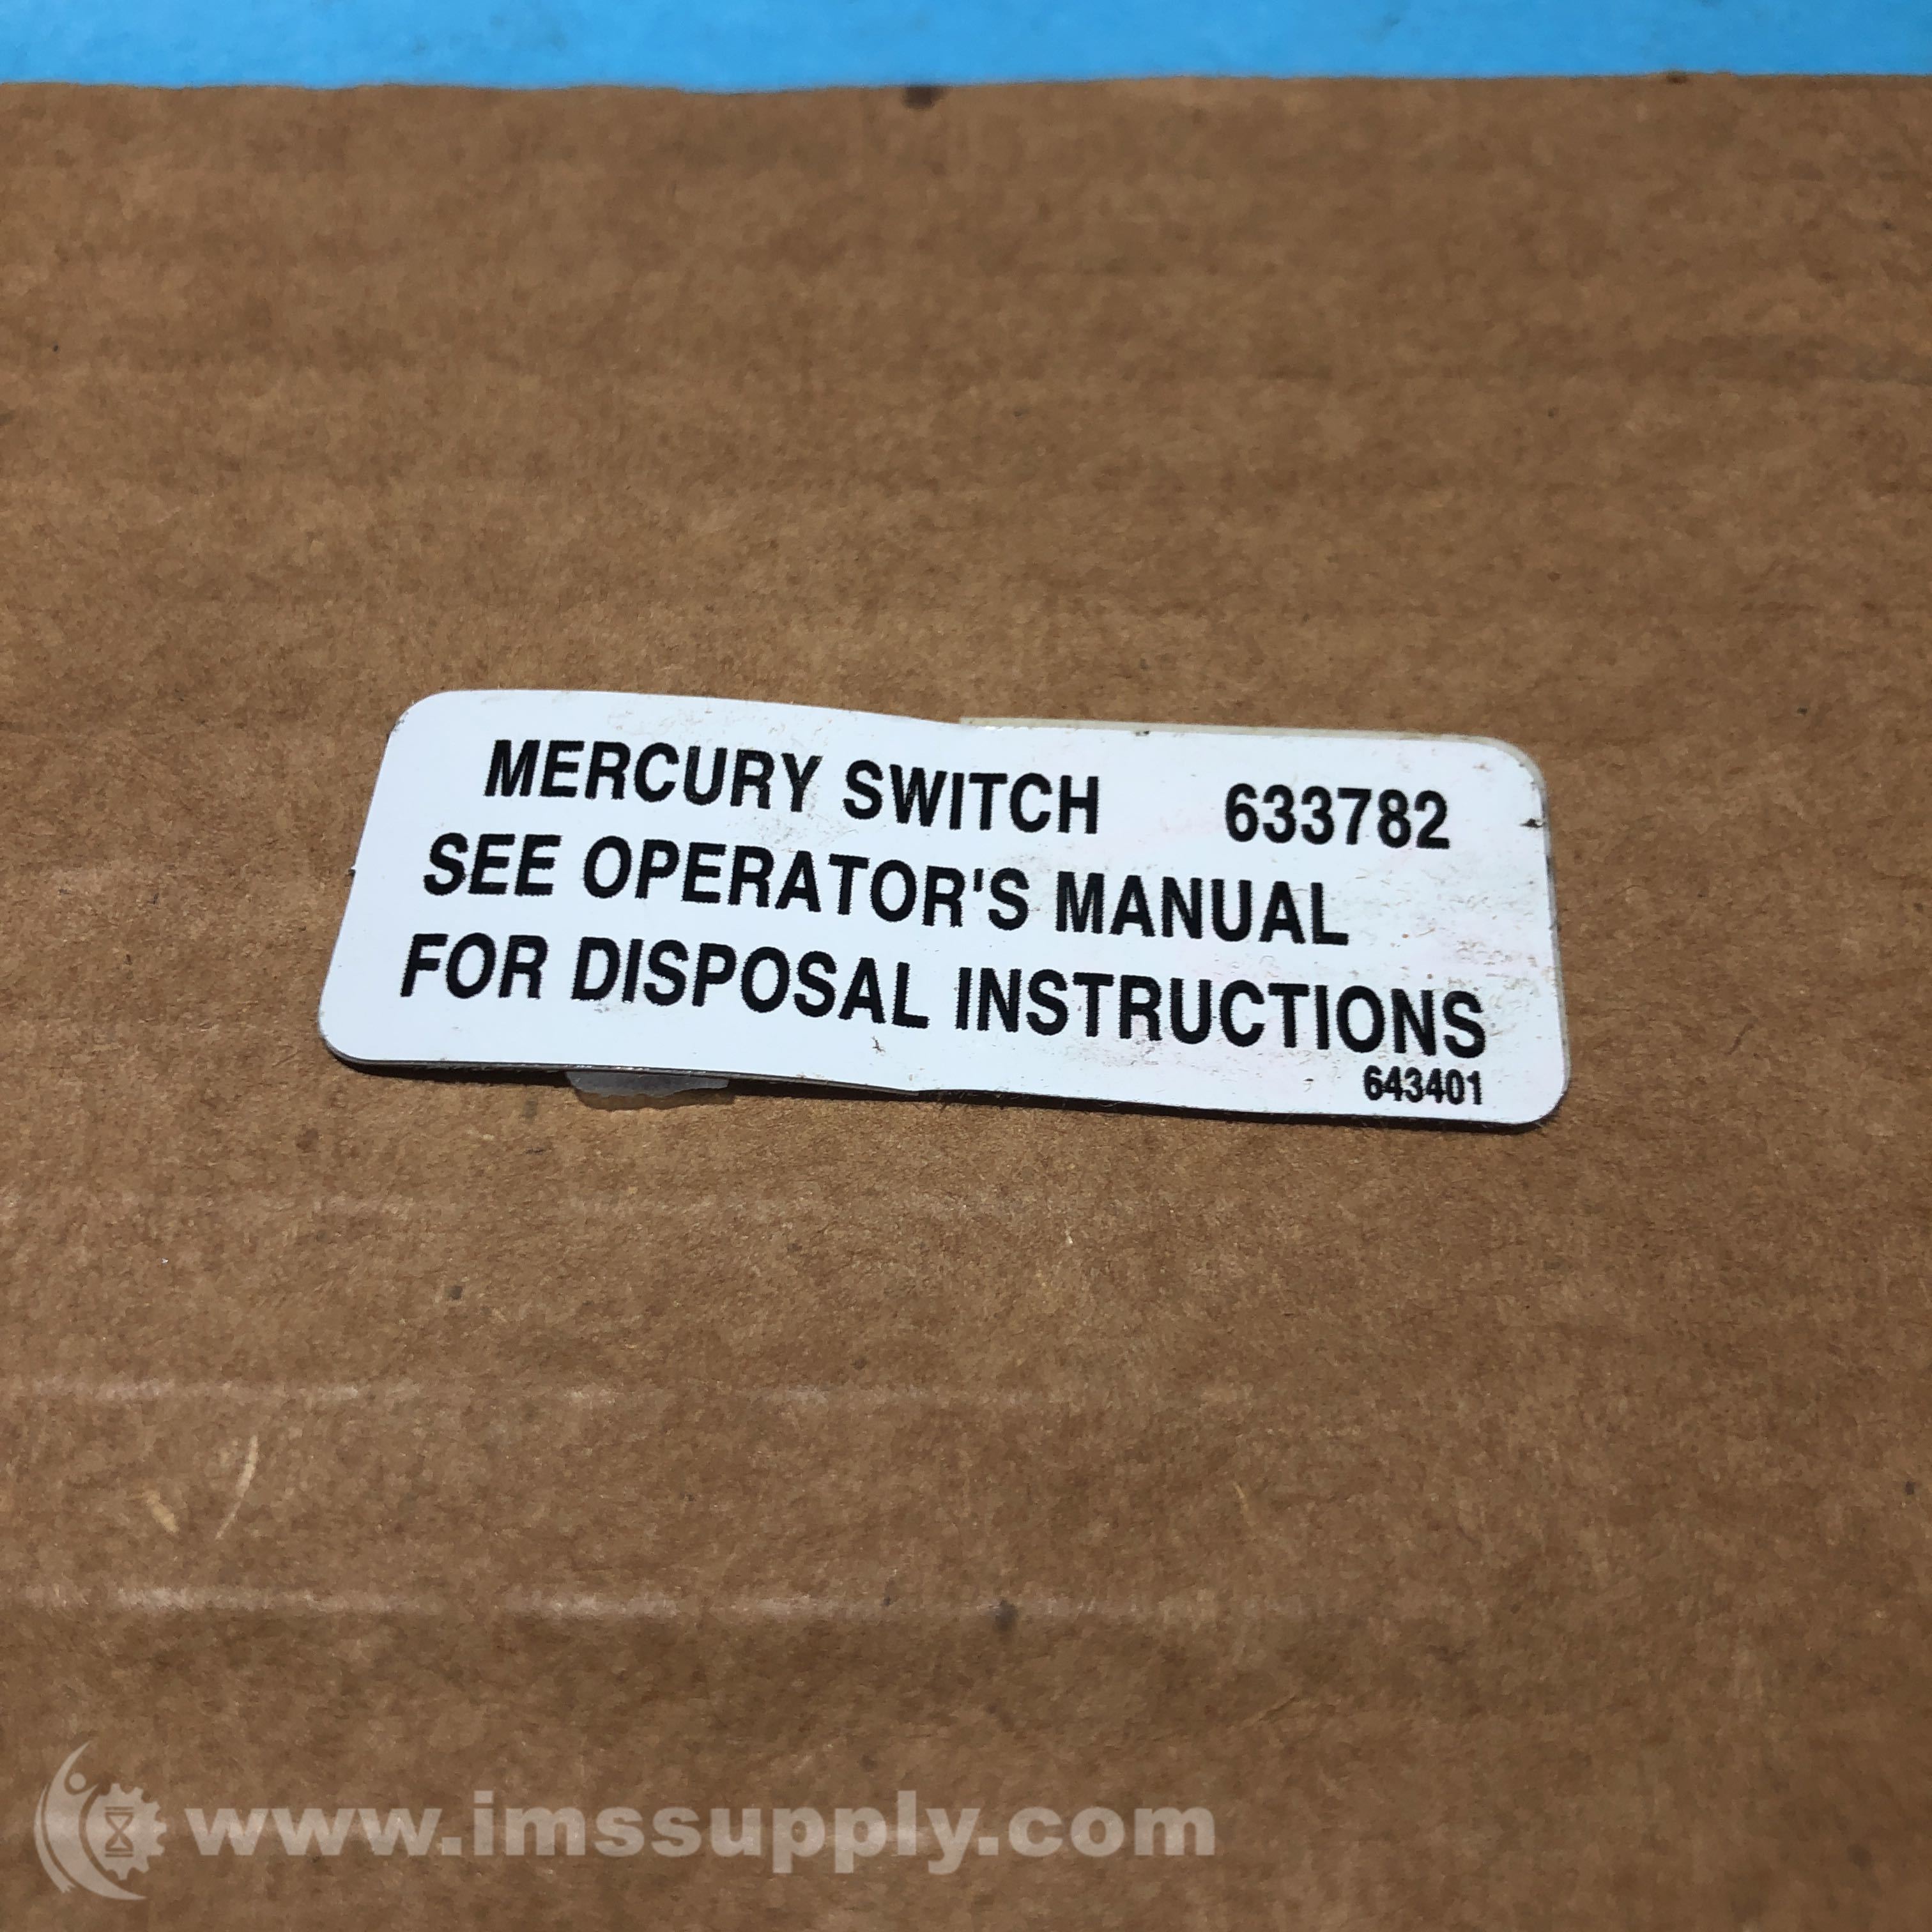 MERCURY SWITCH 633782
SEE OPERATOR'S MANUAL
FOR DISPOSAL INSTRUCTIONS
643401
www.imssupply.com